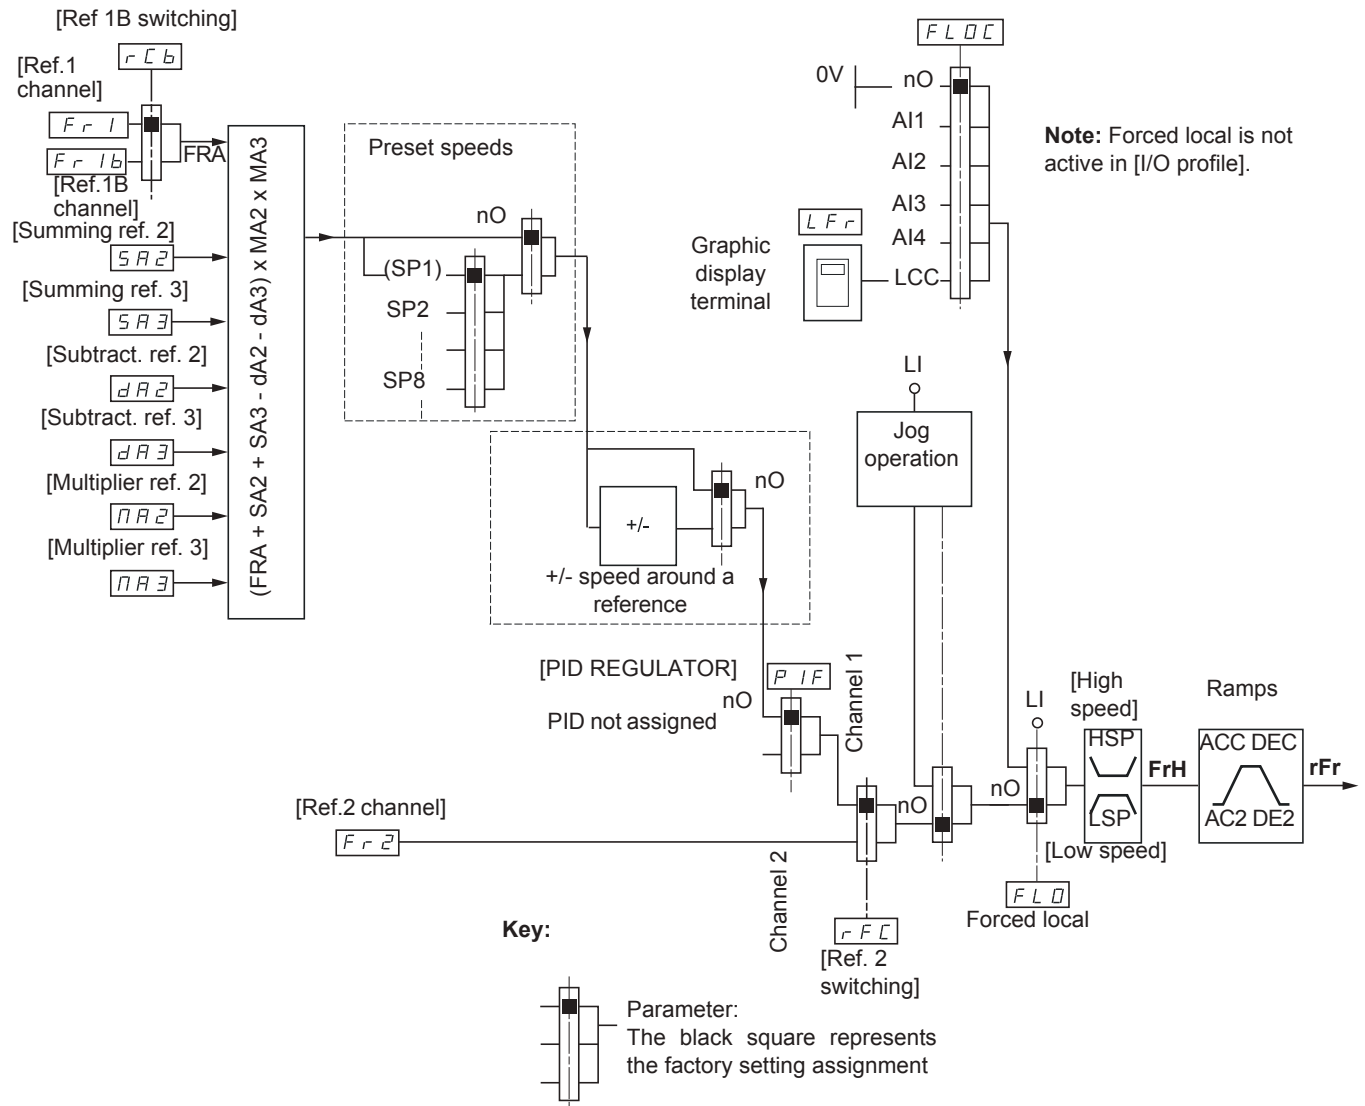 [Ref 1B switching]
rCb
[Ref.1
channel]
Fr1
Fr1b
FRA
[Ref.1B
channel]
[Summing ref. 2]
SA2
[Summing ref. 3]
SA3
[Subtract. ref. 2]
dA2
[Subtract. ref. 3]
dA3
[Multiplier ref. 2]
MA2
[Multiplier ref. 3]
MA3
(FRA + SA2 + SA3 - dA2 - dA3) x MA2 x MA3
Preset speeds
nO
(SP1)
SP2
SP8
+/-
nO
+/- speed around a
reference
[PID REGULATOR]
PIF
nO
PID not assigned
Channel 1
[Ref.2 channel]
Fr2
Channel 2
rFC
[Ref. 2
switching]
FLOC
0V
nO
AI1
AI2
AI3
AI4
LCC
LFr
Graphic
display
terminal
Note: Forced local is not
active in [I/O profile].
LI
Jog
operation
nO
nO
LI
FLO
Forced local
[High
speed]
HSP
LSP
[Low speed]
FrH
Ramps
ACC DEC
AC2 DE2
rFr
Key:
Parameter:
The black square represents
the factory setting assignment